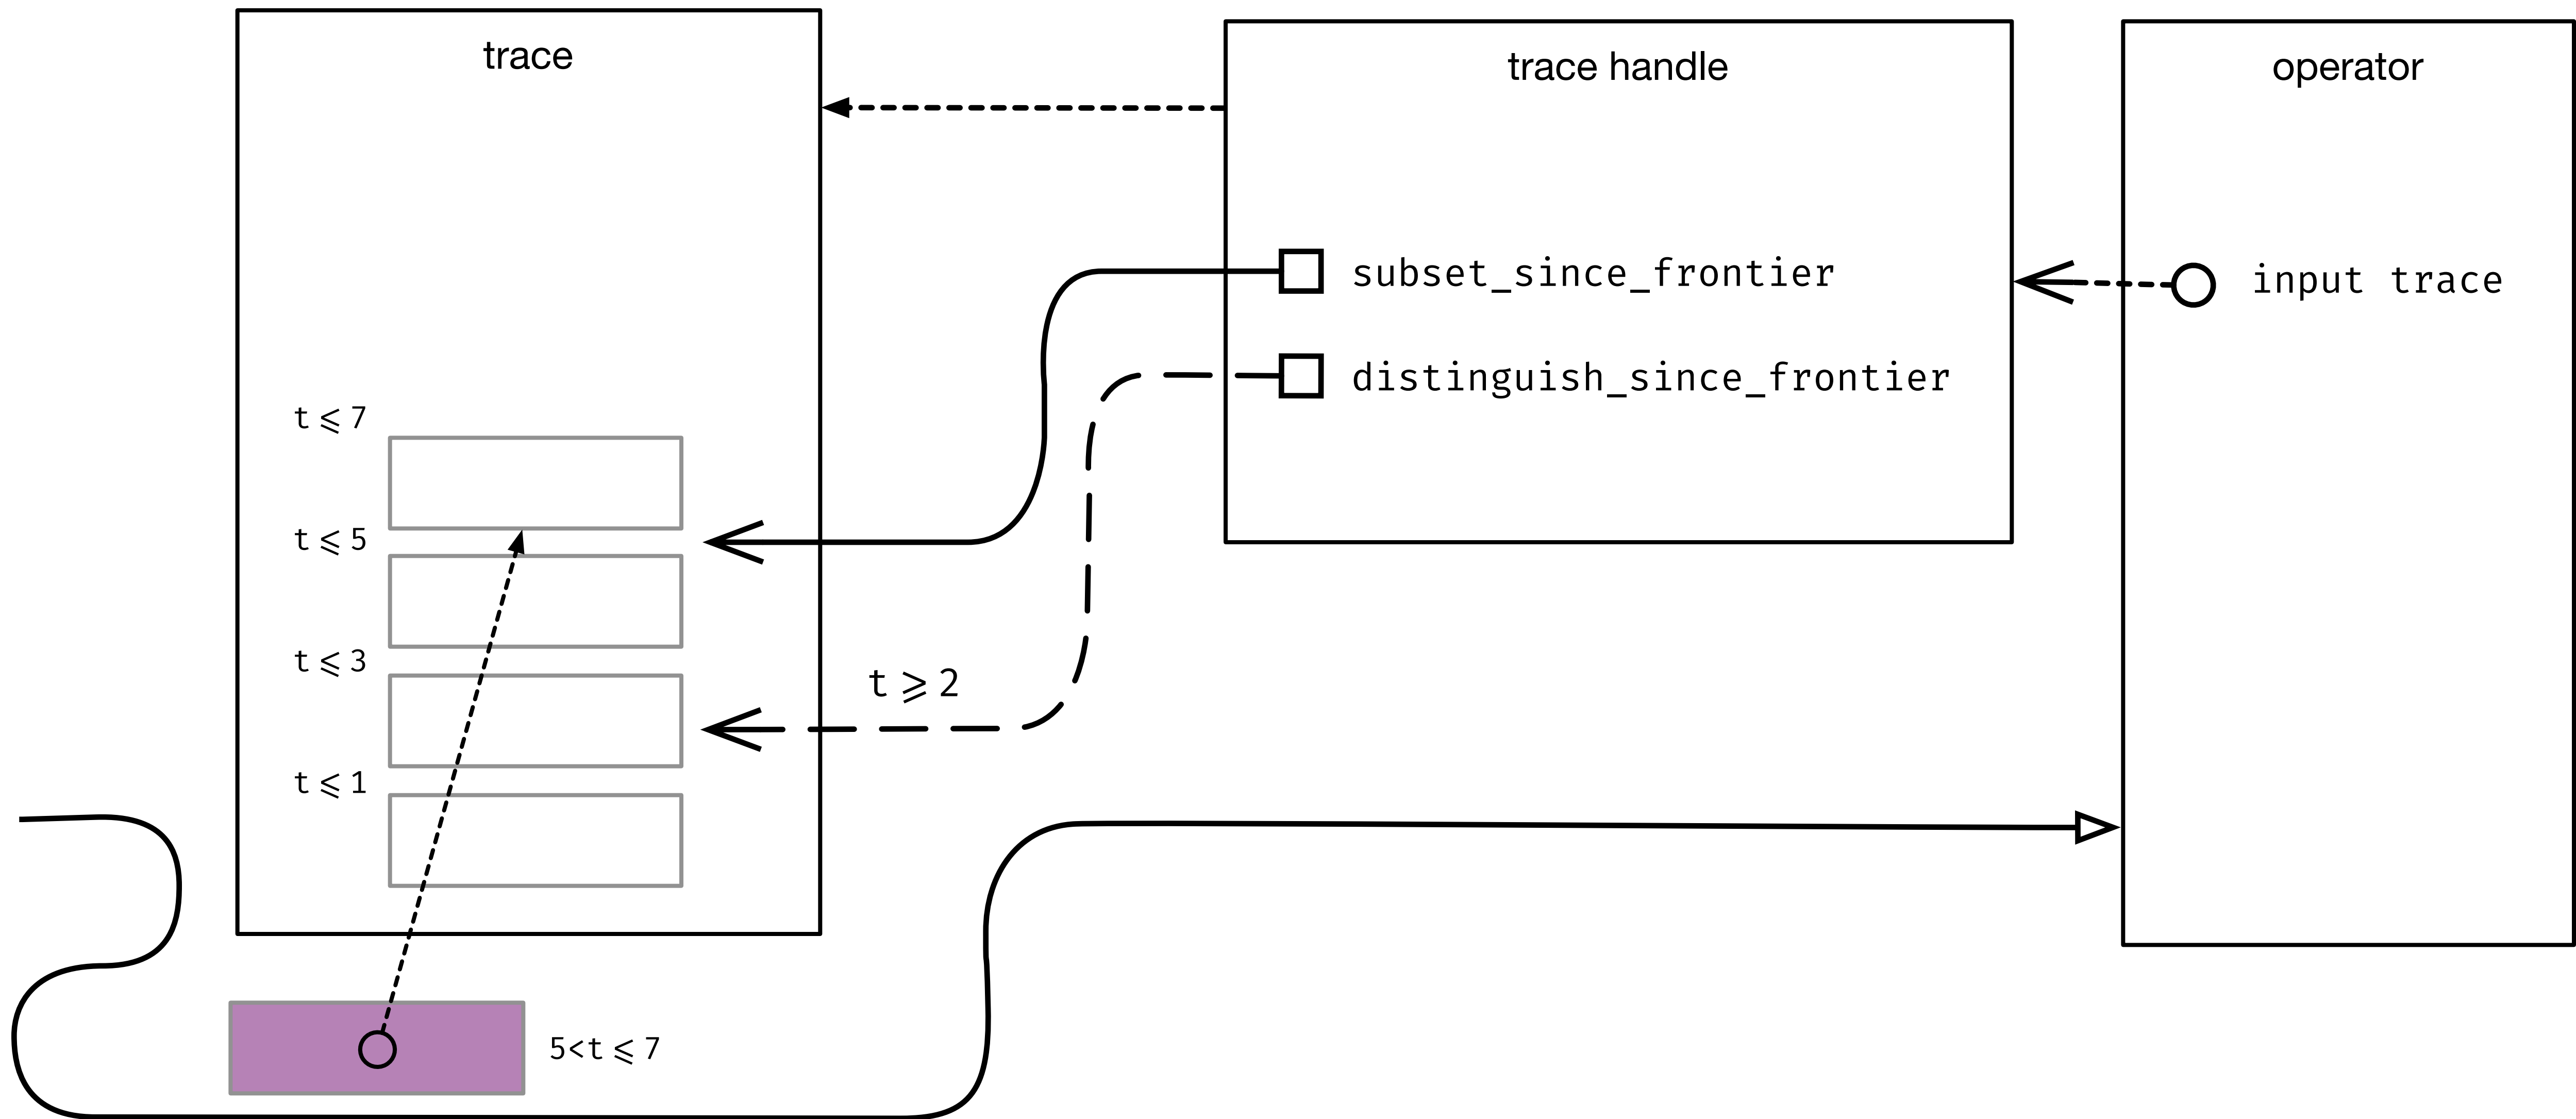 trace
trace handle
operator
subset_since_frontier
input trace
distinguish_since_frontier
t ⩽ 7
t ⩽ 5
t ⩽ 3
t ⩾ 2
t ⩽ 1
5<t ⩽ 7